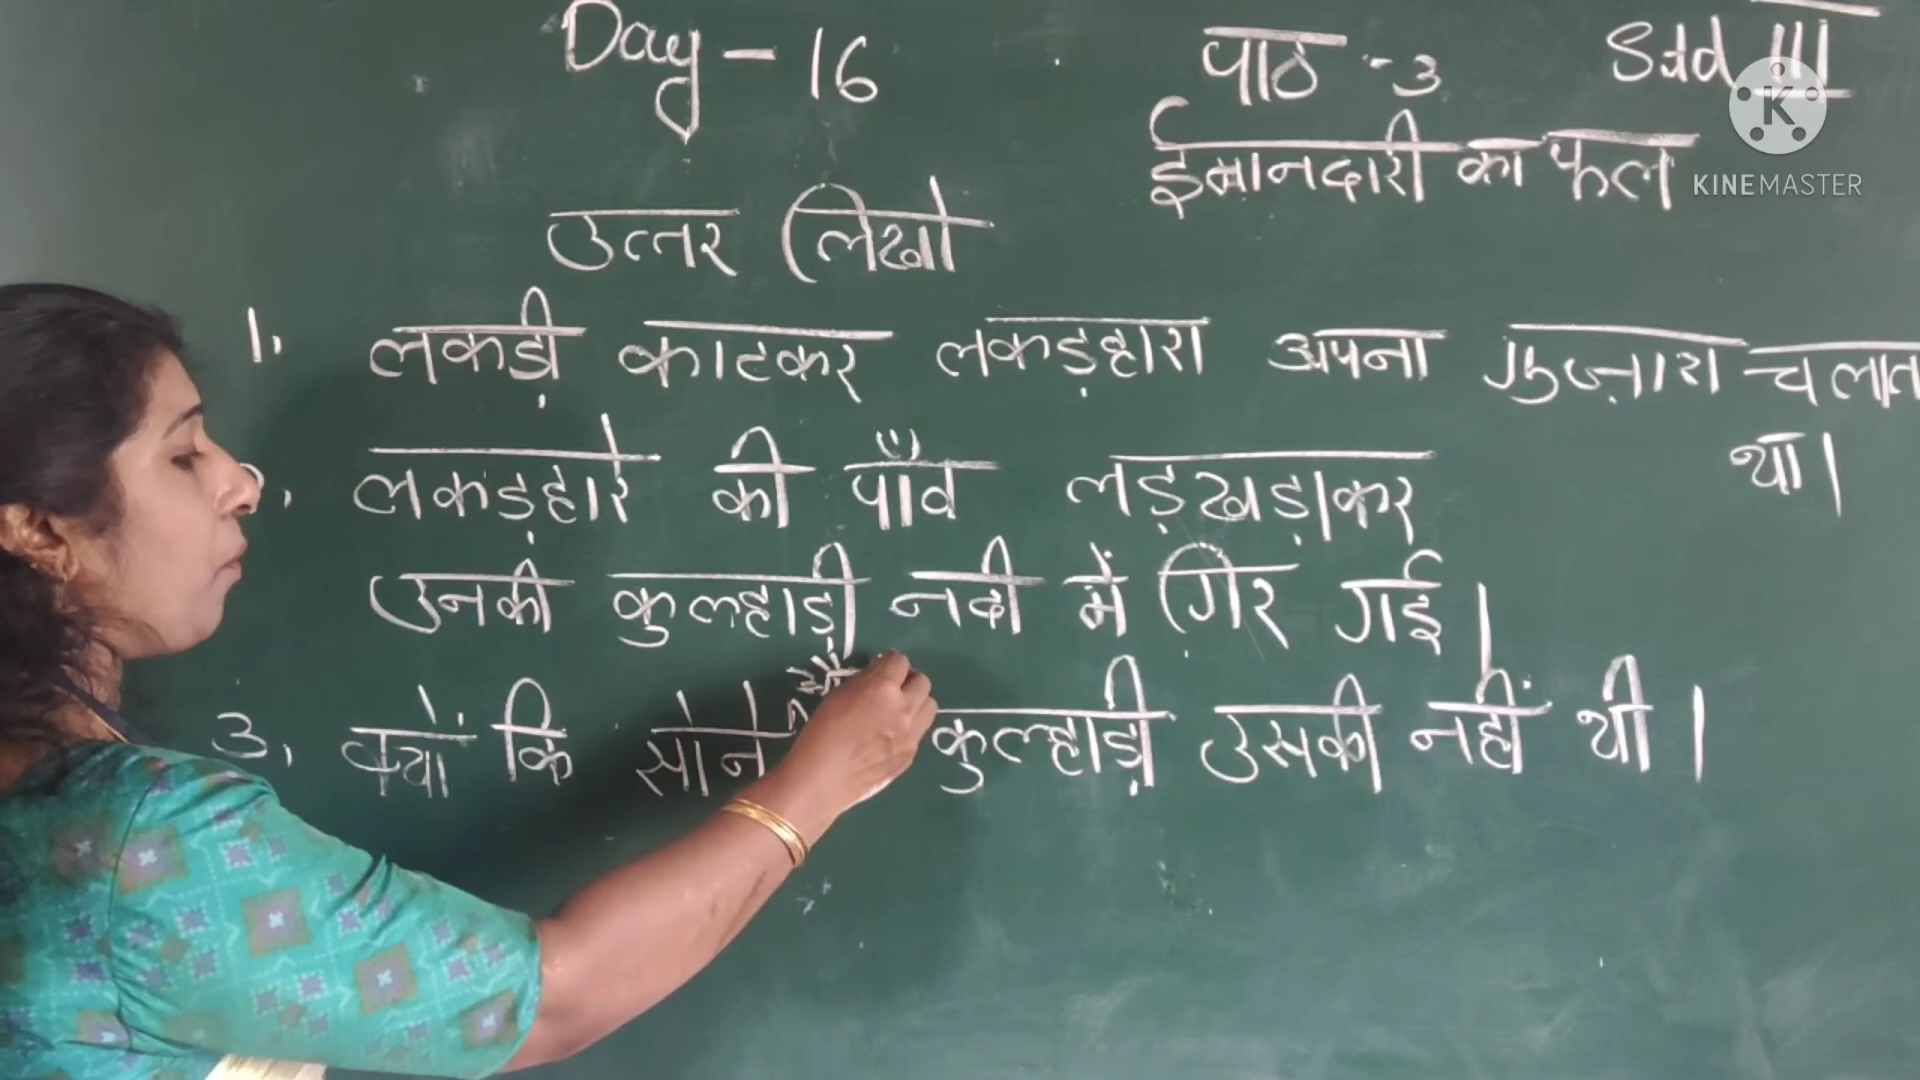 Day - 16
पाठ - 3
Std III
ईमानदारी का फल
KINEMASTER
उत्तर लिखो
1. लकड़ी काटकर लकड़हारा अपना गुज़ारा चलात
था।
लकड़हारे की पाँव लड़खड़ाकर
उनकी कुल्हाड़ी नदी में गिर गई।
3. क्यों कि सोने कुल्हाड़ी उसकी नहीं थी।